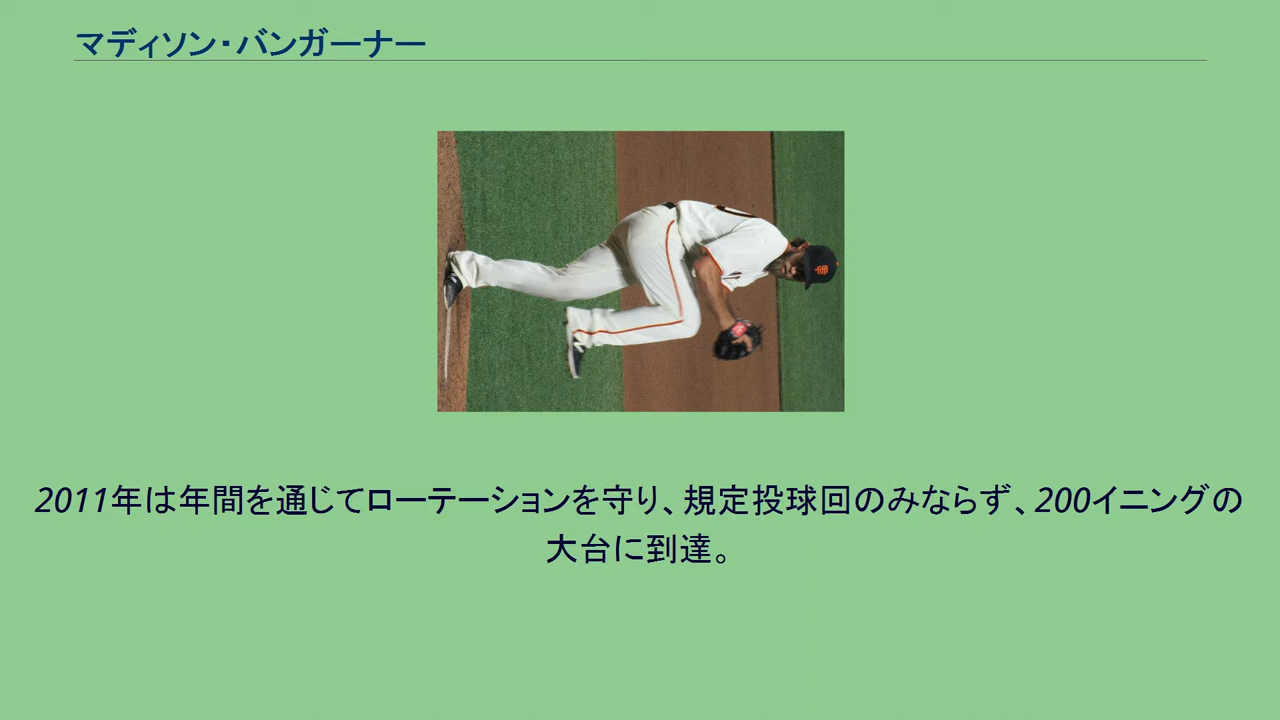 マディソン・バンガーナー
2011年は年間を通じてローテーションを守り、規定投球回のみならず、200イニングの
大台に到達。